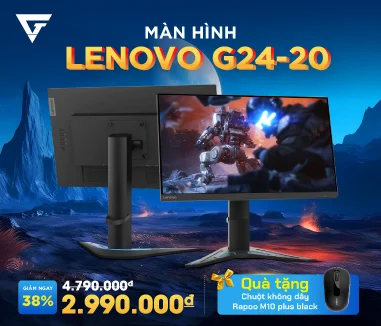 MÀN HÌNH
LENOVO G24-20
Lenovo
GIẢM NGAY
38%
4.790.000đ
2.990.000đ
Quà tặng
Chuột không dây
Rapoo M10 plus black